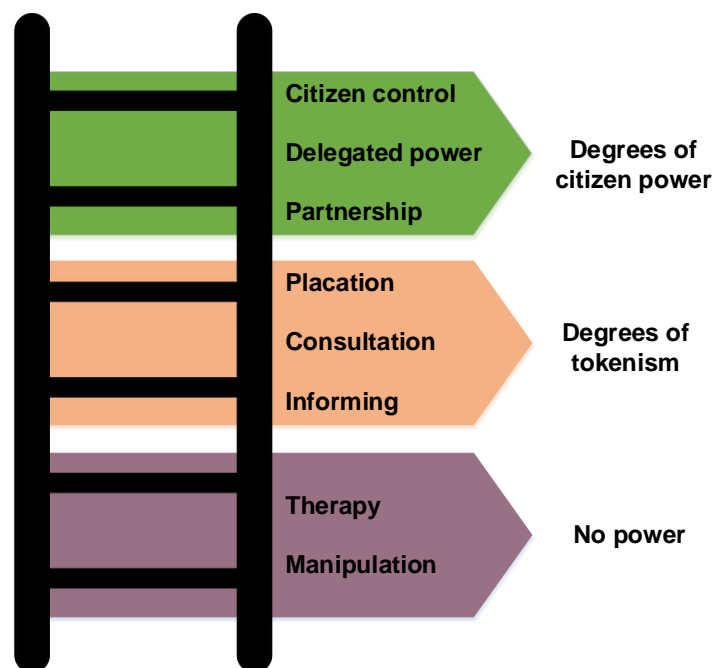 Citizen control
Delegated power
Partnership
Degrees of
citizen power
Placation
Consultation
Informing
Degrees of
tokenism
Therapy
Manipulation
No power